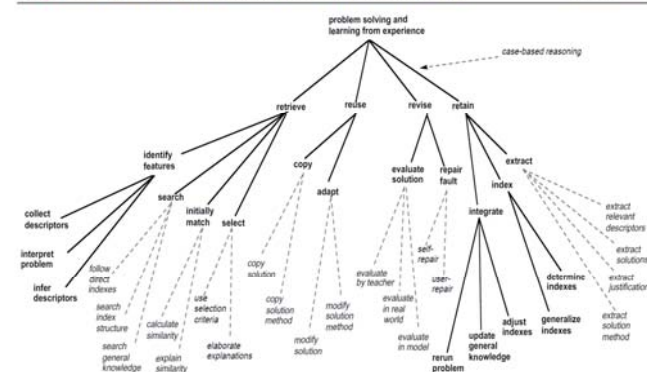 problem solving and
learning from experience
case-based reasoning
retrieve
reuse
revise
retain
identify
features
search
initially
match
select
copy
adapt
evaluate
solution
repair
fault
integrate
index
extract
collect
descriptors
interpret
problem
infer
descriptors
follow
direct
indexes
search
index
structure
search
general
knowledge
calculate
similarity
explain
similarity
use
selection
criteria
elaborate
explanations
copy
solution
copy
solution
method
modify
solution
modify
solution
method
evaluate
by teacher
evaluate
in real
world
evaluate
in model
self-
repair
user-
repair
rerun
problem
update
general
knowledge
adjust
indexes
generalize
indexes
determine
indexes
extract
relevant
descriptors
extract
solutions
extract
justifications
extract
solution
method